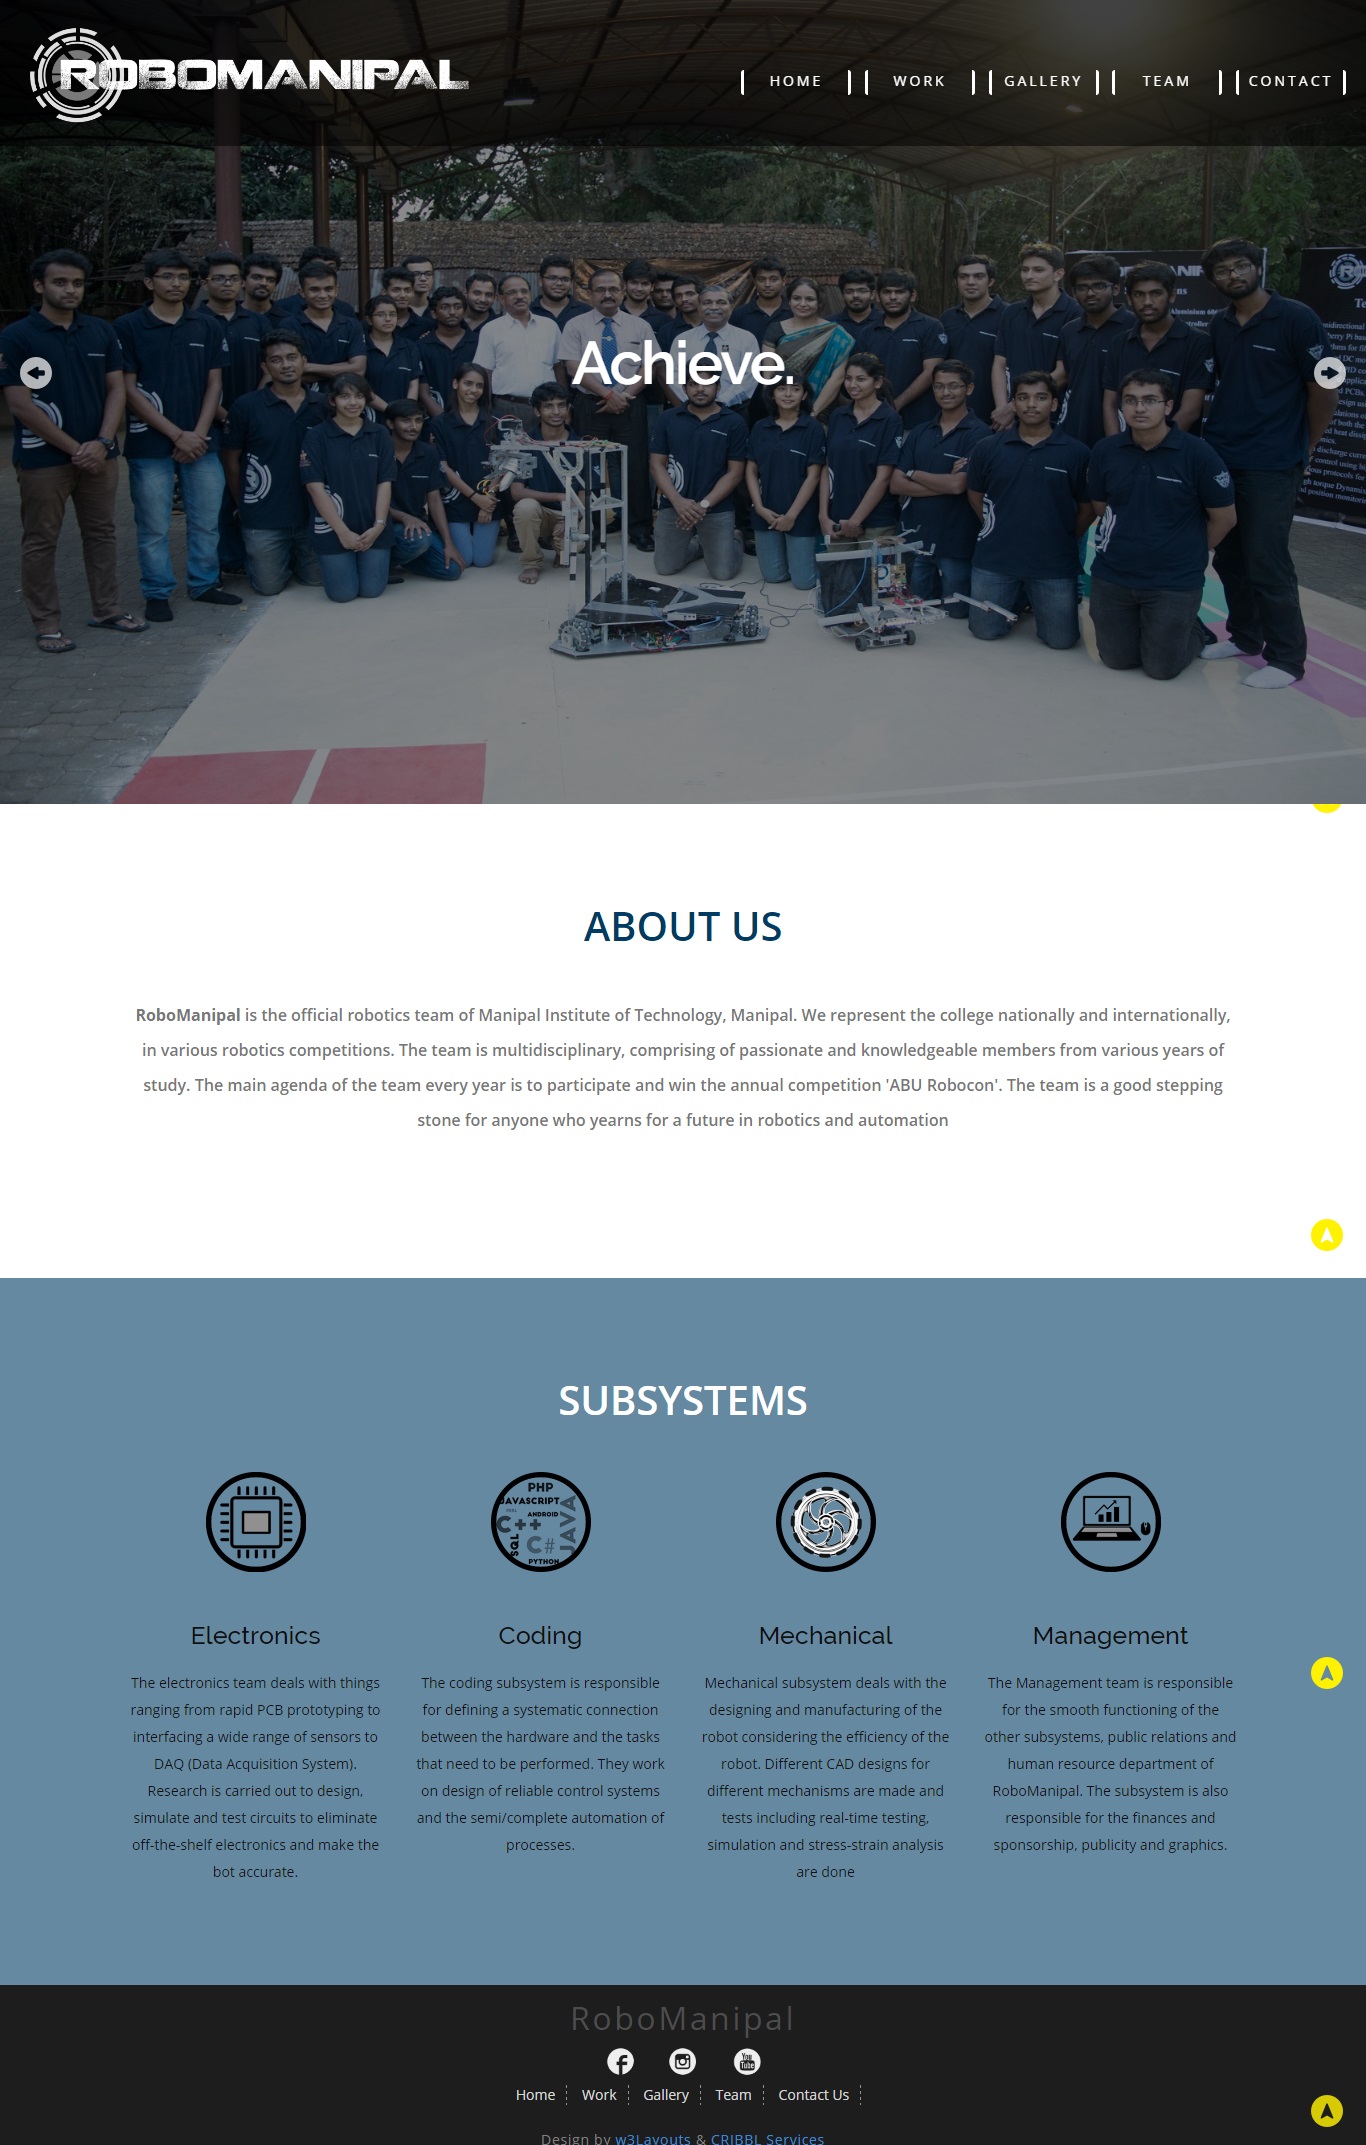 ROBOMANIPAL
HOME
WORK
GALLERY
TEAM
CONTACT
Achieve.
ABOUT US
RoboManipal is the official robotics team of Manipal Institute of Technology, Manipal. We represent the college nationally and internationally,
in various robotics competitions. The team is multidisciplinary, comprising of passionate and knowledgeable members from various years of
study. The main agenda of the team every year is to participate and win the annual competition 'ABU Robocon'. The team is a good stepping
stone for anyone who yearns for a future in robotics and automation
SUBSYSTEMS
PHP
JAVASCRIPT
ANDROID
C++
SQL
C#
JAVA
PYTHON
Electronics
The electronics team deals with things
ranging from rapid PCB prototyping to
interfacing a wide range of sensors to
DAQ (Data Acquisition System).
Research is carried out to design,
simulate and test circuits to eliminate
off-the-shelf electronics and make the
bot accurate.
Coding
The coding subsystem is responsible
for defining a systematic connection
between the hardware and the tasks
that need to be performed. They work
on design of reliable control systems
and the semi/complete automation of
processes.
Mechanical
Mechanical subsystem deals with the
designing and manufacturing of the
robot considering the efficiency of the
robot. Different CAD designs for
different mechanisms are made and
tests including real-time testing,
simulation and stress-strain analysis
are done
Management
The Management team is responsible
for the smooth functioning of the
other subsystems, public relations and
human resource department of
RoboManipal. The subsystem is also
responsible for the finances and
sponsorship, publicity and graphics.
RoboManipal
You
Tube
Home
Work
Gallery
Team
Contact Us
Design by w3Layouts & CRIBBL Services